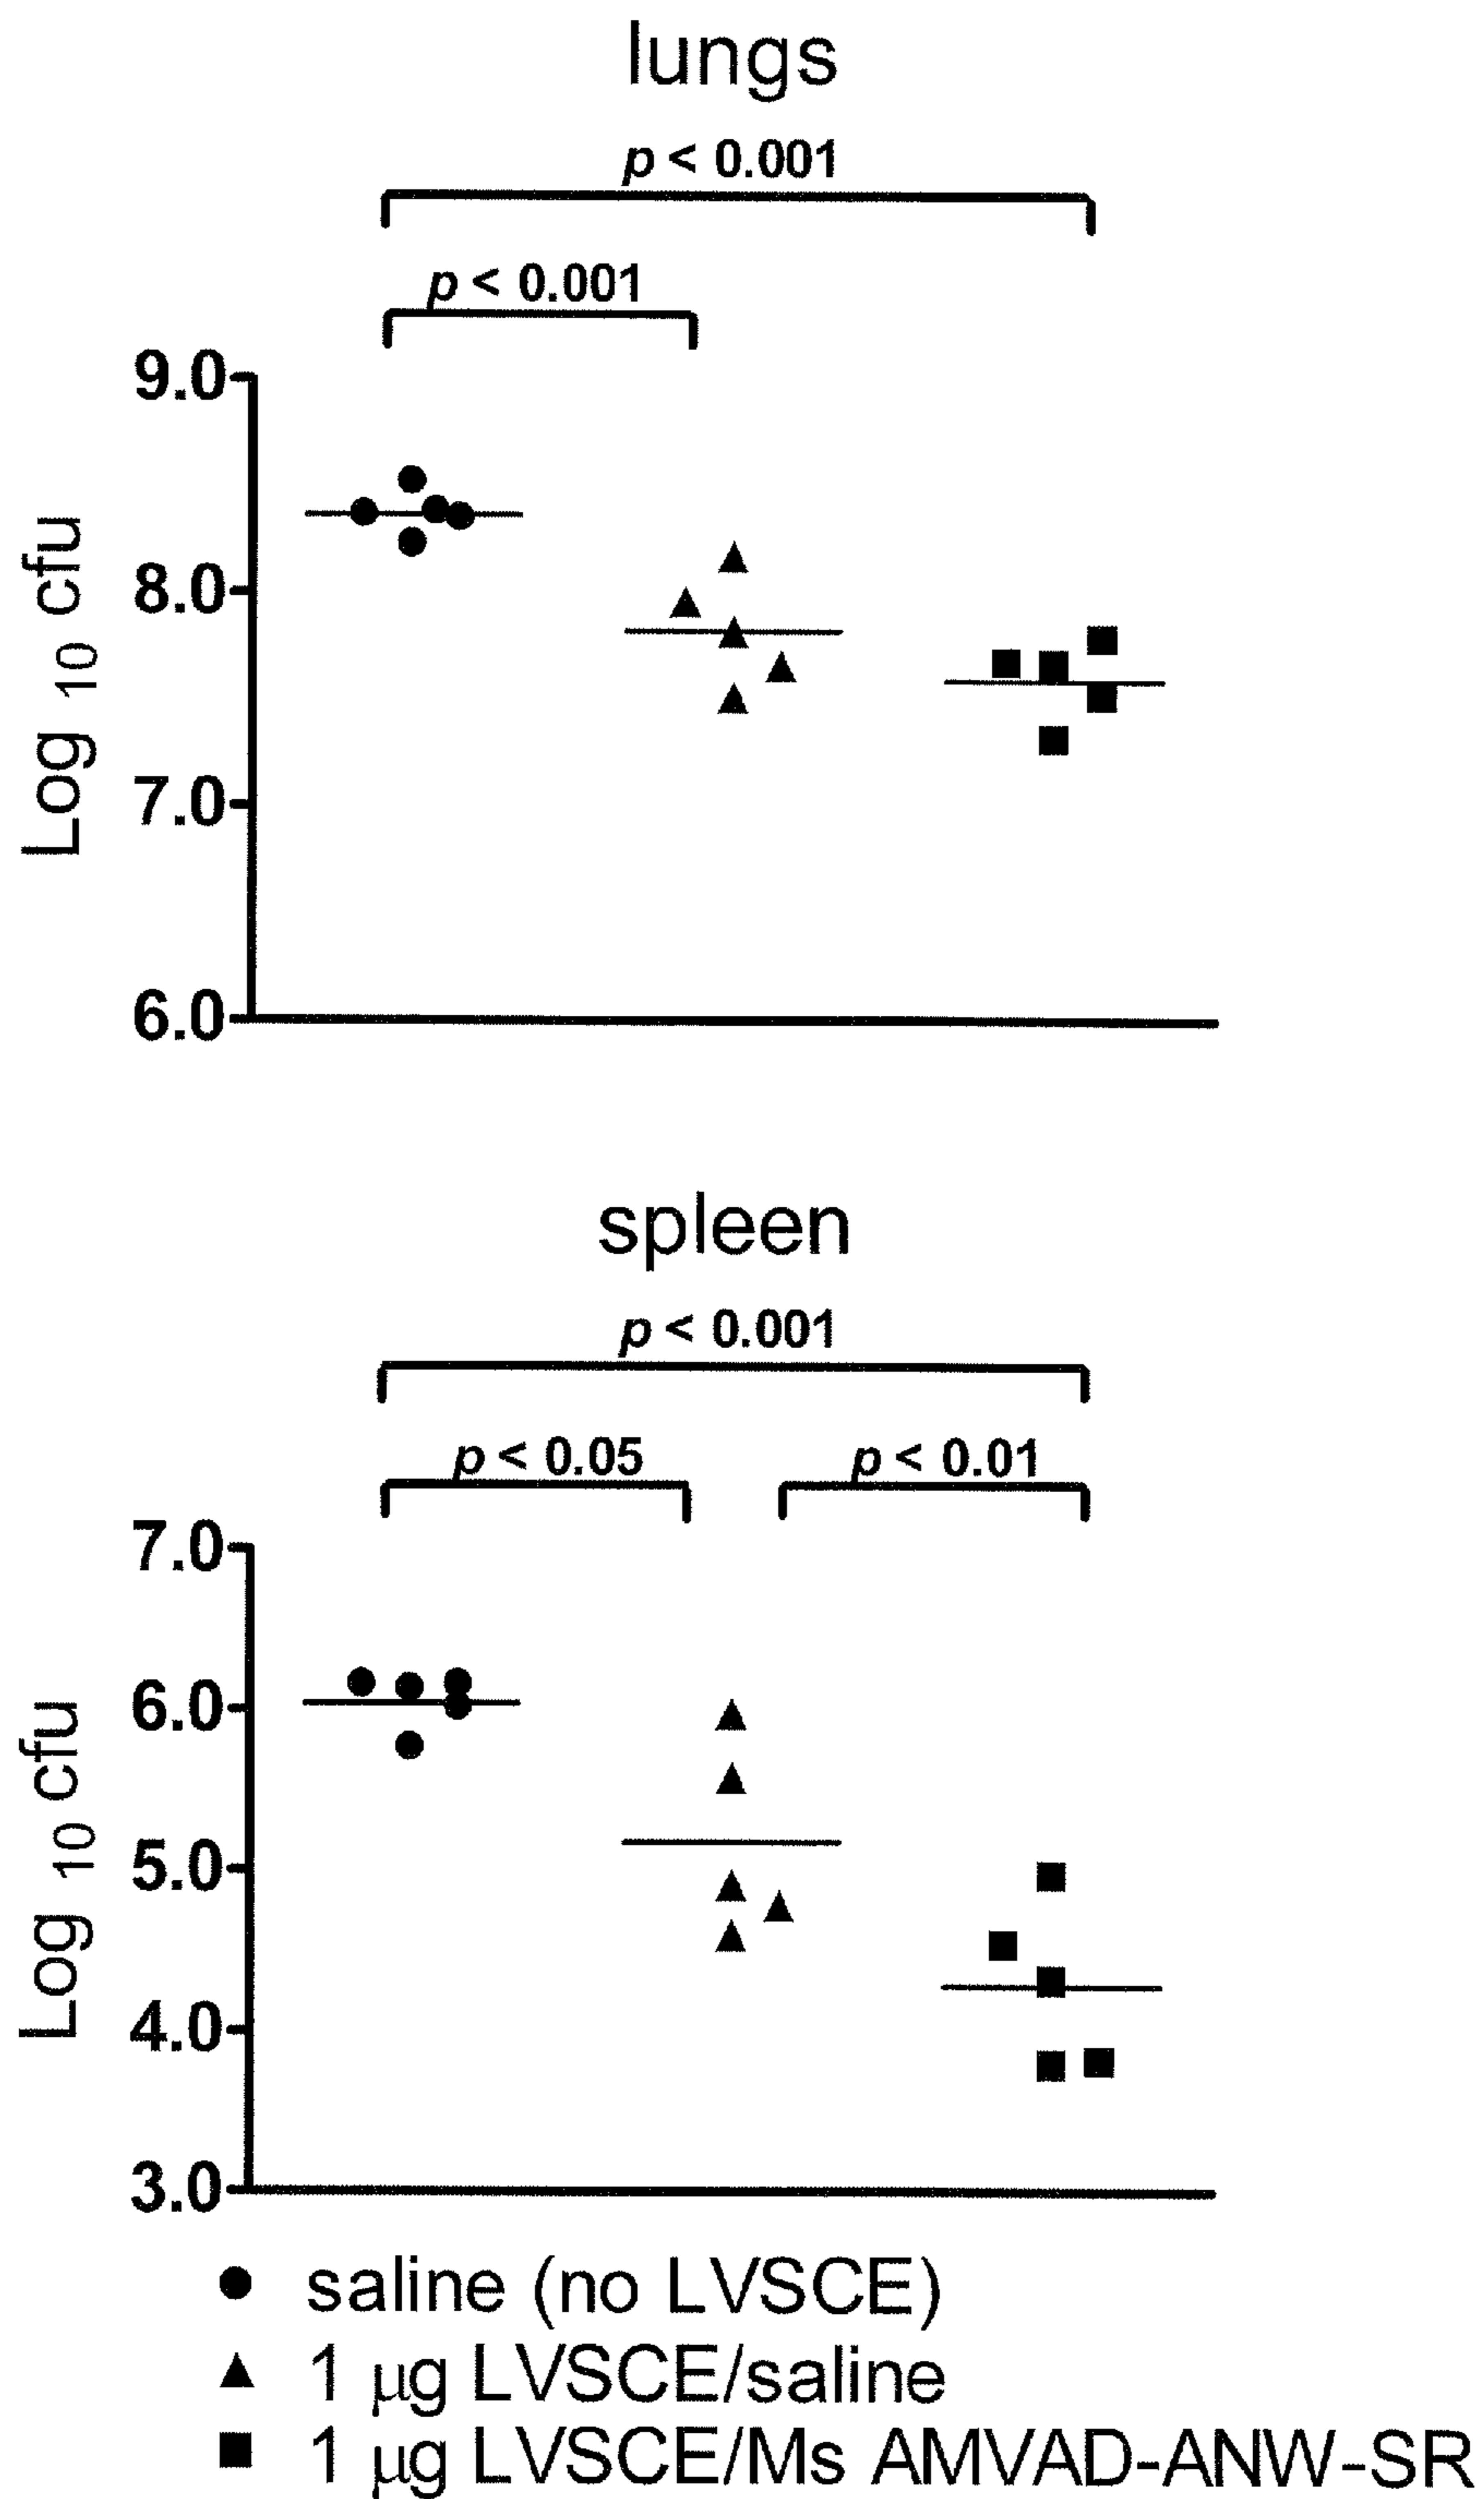 lungs
p < 0.001
p < 0.001
9.0
8.0
7.0
6.0
Log 10 cfu
spleen
p < 0.001
p < 0.05
p < 0.01
7.0
6.0
5.0
4.0
3.0
Log 10 cfu
● saline (no LVSCE)
▲ 1 μg LVSCE/saline
■ 1 μg LVSCE/Ms AMVAD-ANW-SR